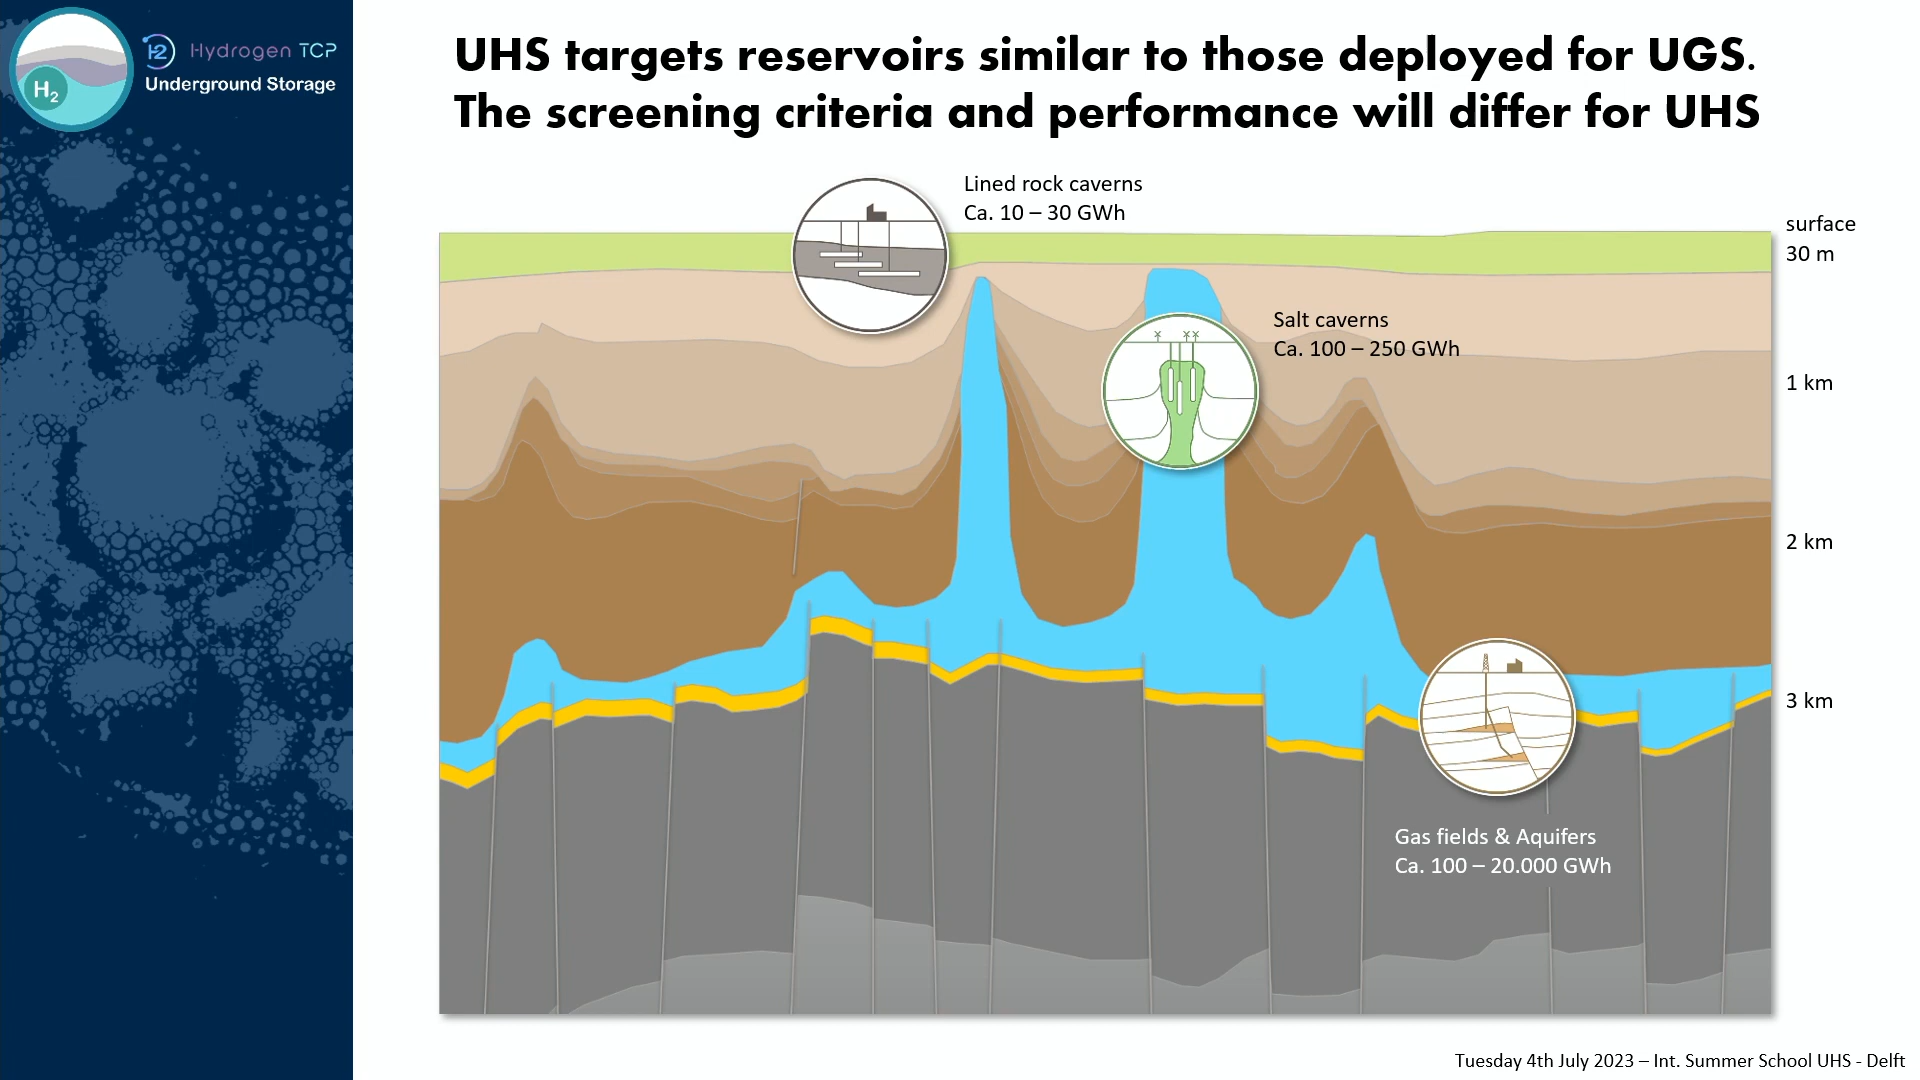 H2 Hydrogen TCP
Underground Storage
H2
UHS targets reservoirs similar to those deployed for UGS.
The screening criteria and performance will differ for UHS
Lined rock caverns
Ca. 10 – 30 GWh
surface
30 m
Salt caverns
Ca. 100 – 250 GWh
1 km
2 km
3 km
Gas fields & Aquifers
Ca. 100 – 20.000 GWh
Tuesday 4th July 2023 – Int. Summer School UHS - Delft